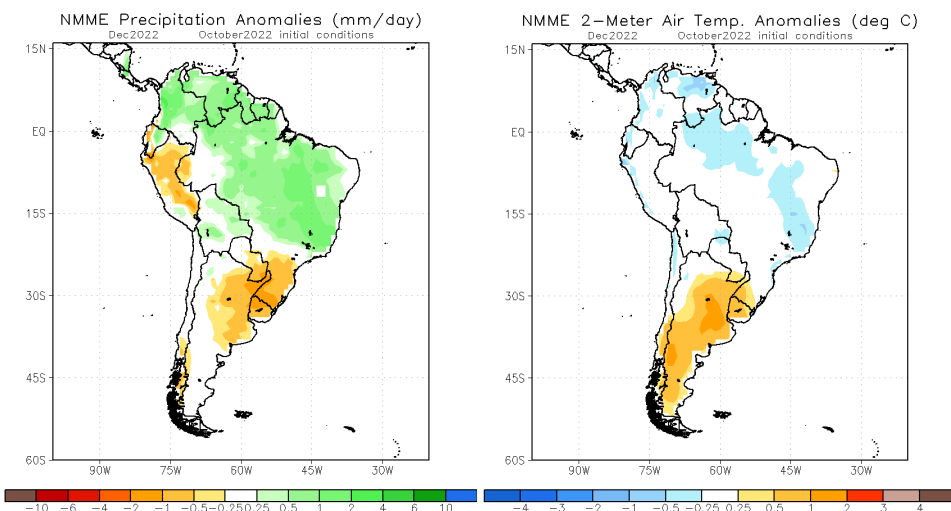 NMME Precipitation Anomalies (mm/day)
Dec2022 October2022 initial conditions
15N
EQ
15S
30S
45S
60S
90W 75W 60W 45W 30W
-10 -6 -4 -2 -1 -0.5-0.250.25 0.5 1 2 4 6 10
NMME 2-Meter Air Temp. Anomalies (deg C)
Dec2022 October2022 initial conditions
15N
EQ
15S
30S
45S
60S
90W 75W 60W 45W 30W
-4 -3 -2 -1 -0.5 -0.25 0.25 0.5 1 2 3 4